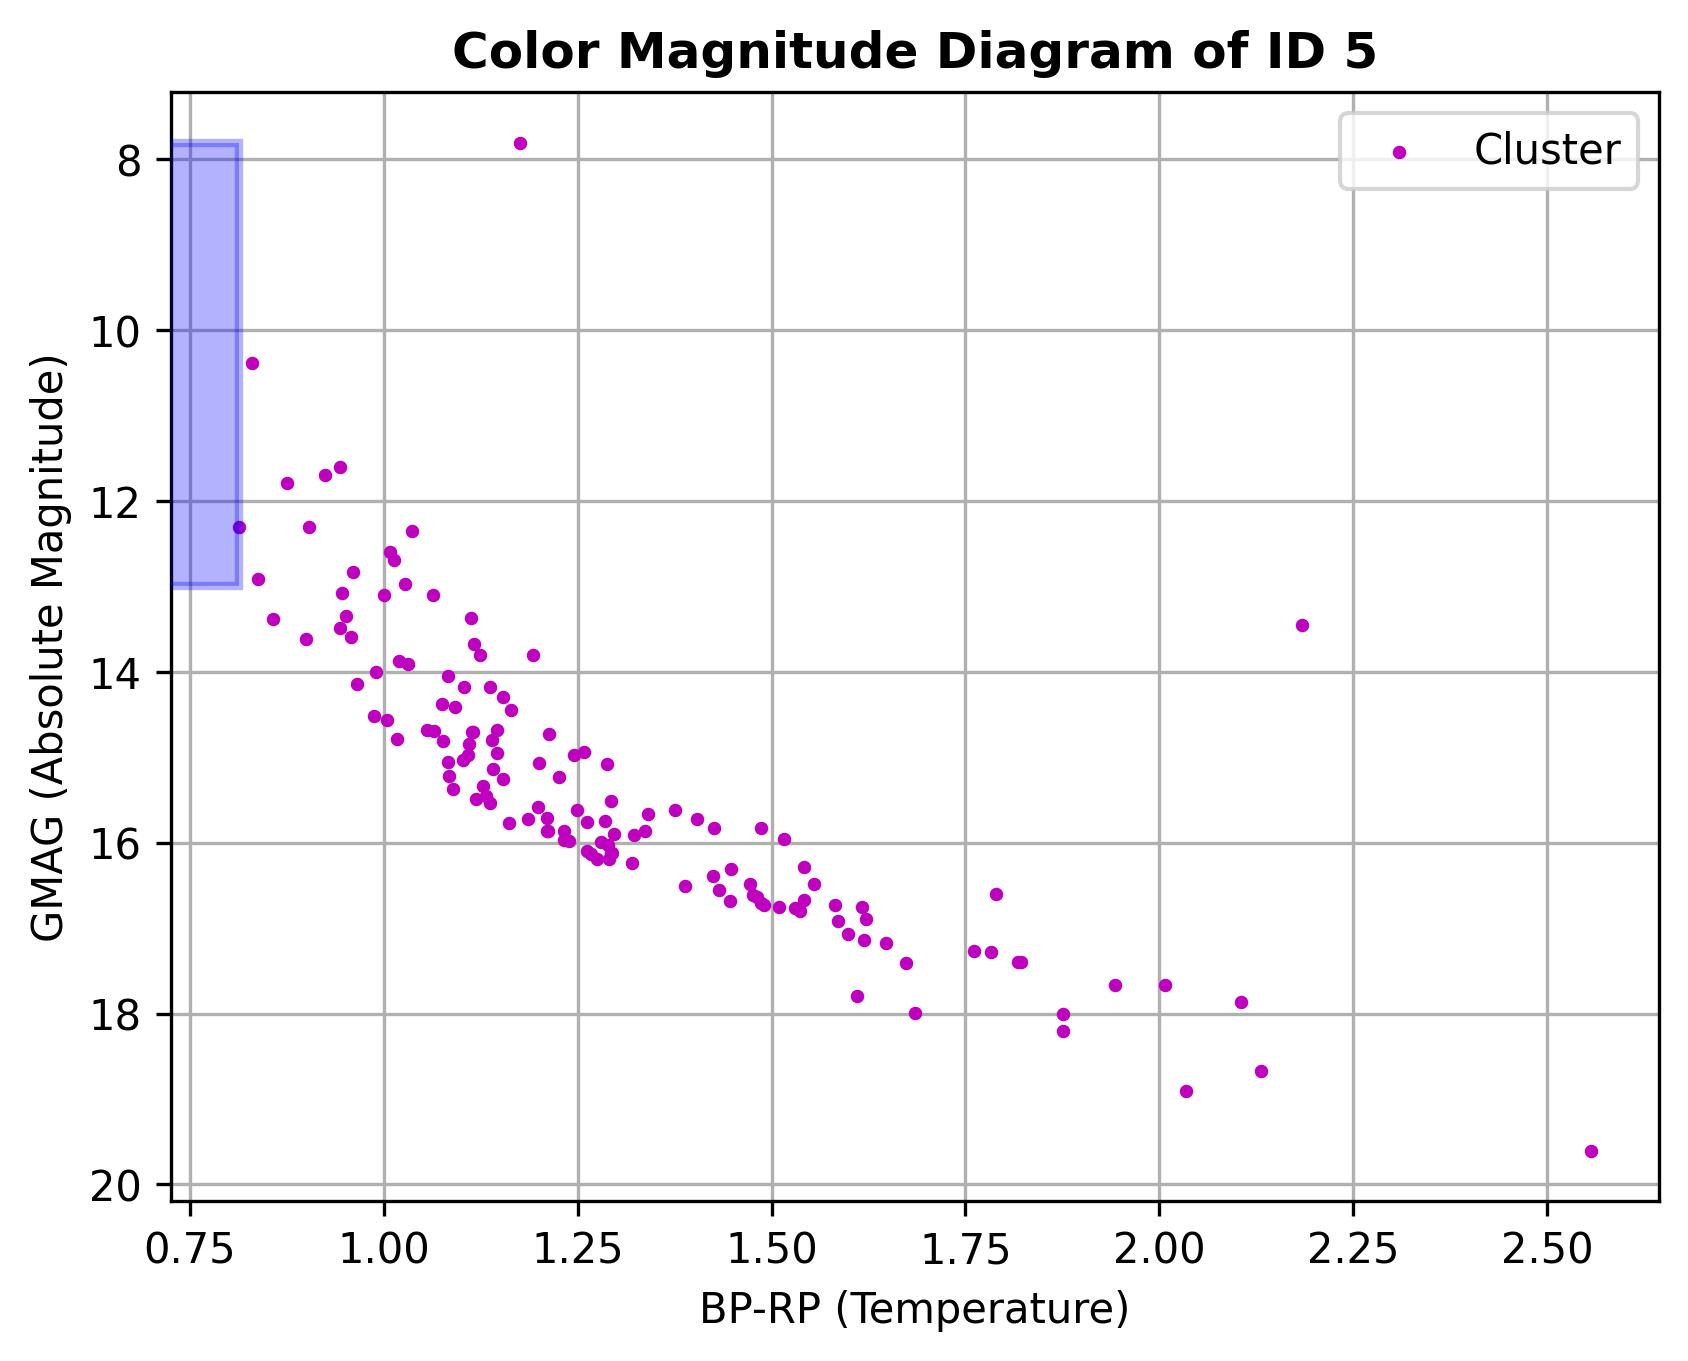 Color Magnitude Diagram of ID 5
Cluster
8
10
12
14
16
18
20
GMAG (Absolute Magnitude)
0.75 1.00 1.25 1.50 1.75 2.00 2.25 2.50
BP-RP (Temperature)